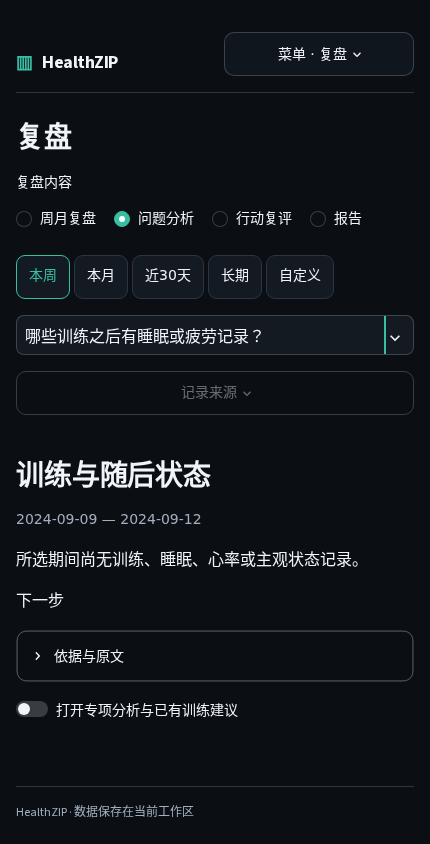 HealthZIP
菜单 · 复盘
复盘
复盘内容
周月复盘 问题分析 行动复评 报告
本周 本月 近30天 长期 自定义
哪些训练之后有睡眠或疲劳记录？
记录来源
训练与随后状态
2024-09-09 — 2024-09-12
所选期间尚无训练、睡眠、心率或主观状态记录。
下一步
依据与原文
打开专项分析与已有训练建议
HealthZIP · 数据保存在当前工作区